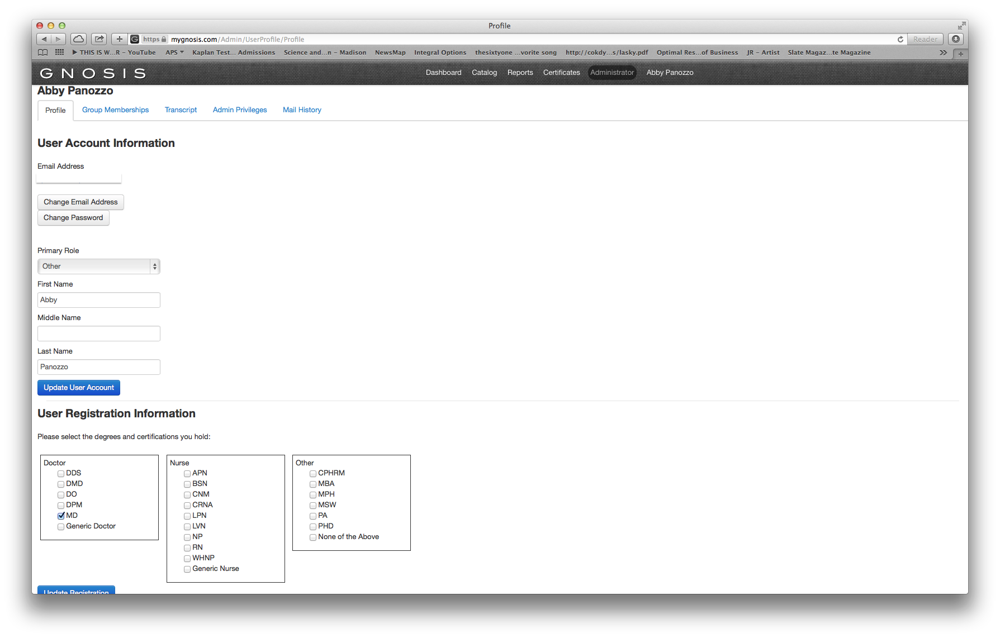 Profile
https mygnosis.com/Admin/UserProfile/Profile Reader
THIS IS W...R – YouTube APS Kaplan Test... Admissions Science and...n – Madison NewsMap Integral Options thesixtyone ...vorite song http://cokdy...s/lasky.pdf Optimal Res...of Business JR – Artist Slate Magaz...te Magazine
GNOSIS Dashboard Catalog Reports Certificates Administrator Abby Panozzo
Abby Panozzo
Profile Group Memberships Transcript Admin Privileges Mail History
User Account Information
Email Address
Change Email Address
Change Password
Primary Role
Other
First Name
Abby
Middle Name
Last Name
Panozzo
Update User Account
User Registration Information
Please select the degrees and certifications you hold:
Doctor
DDS
DMD
DO
DPM
MD
Generic Doctor
Nurse
APN
BSN
CNM
CRNA
LPN
LVN
NP
RN
WHNP
Generic Nurse
Other
CPHRM
MBA
MPH
MSW
PA
PHD
None of the Above
Update Registration